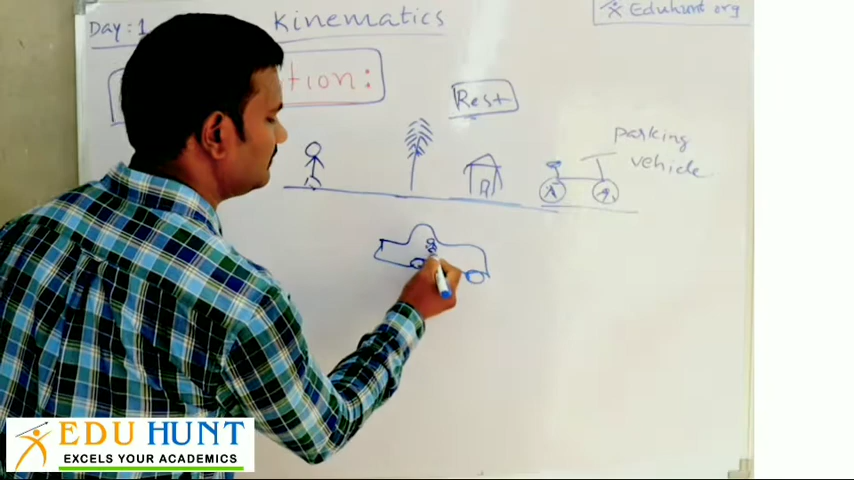 Day: 1
Kinematics
Eduhunt org
tion:
Rest
parking
vehicle
EDU HUNT
EXCELS YOUR ACADEMICS